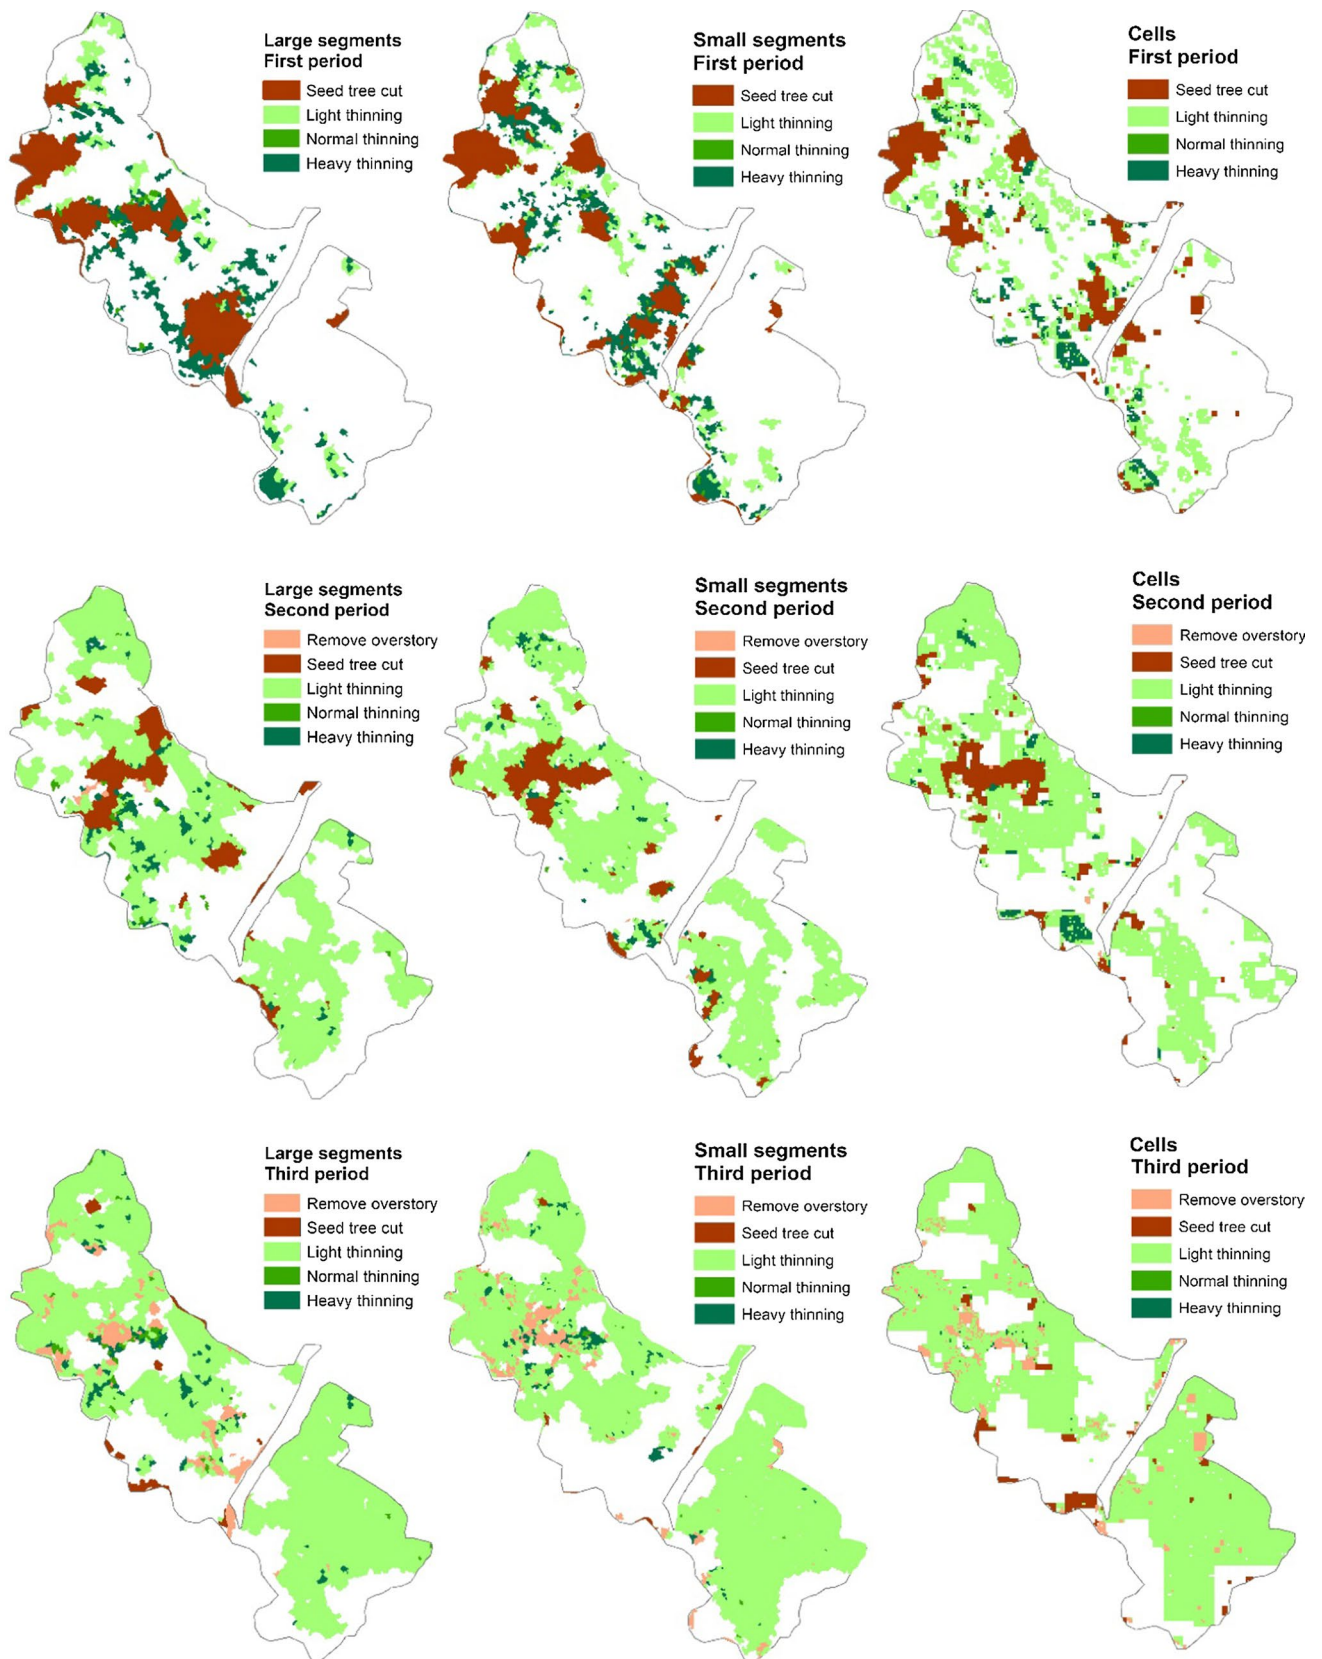 Large segments
First period
Seed tree cut
Light thinning
Normal thinning
Heavy thinning
Small segments
First period
Seed tree cut
Light thinning
Normal thinning
Heavy thinning
Cells
First period
Seed tree cut
Light thinning
Normal thinning
Heavy thinning
Large segments
Second period
Remove overstory
Seed tree cut
Light thinning
Normal thinning
Heavy thinning
Small segments
Second period
Remove overstory
Seed tree cut
Light thinning
Normal thinning
Heavy thinning
Cells
Second period
Remove overstory
Seed tree cut
Light thinning
Normal thinning
Heavy thinning
Large segments
Third period
Remove overstory
Seed tree cut
Light thinning
Normal thinning
Heavy thinning
Small segments
Third period
Remove overstory
Seed tree cut
Light thinning
Normal thinning
Heavy thinning
Cells
Third period
Remove overstory
Seed tree cut
Light thinning
Normal thinning
Heavy thinning